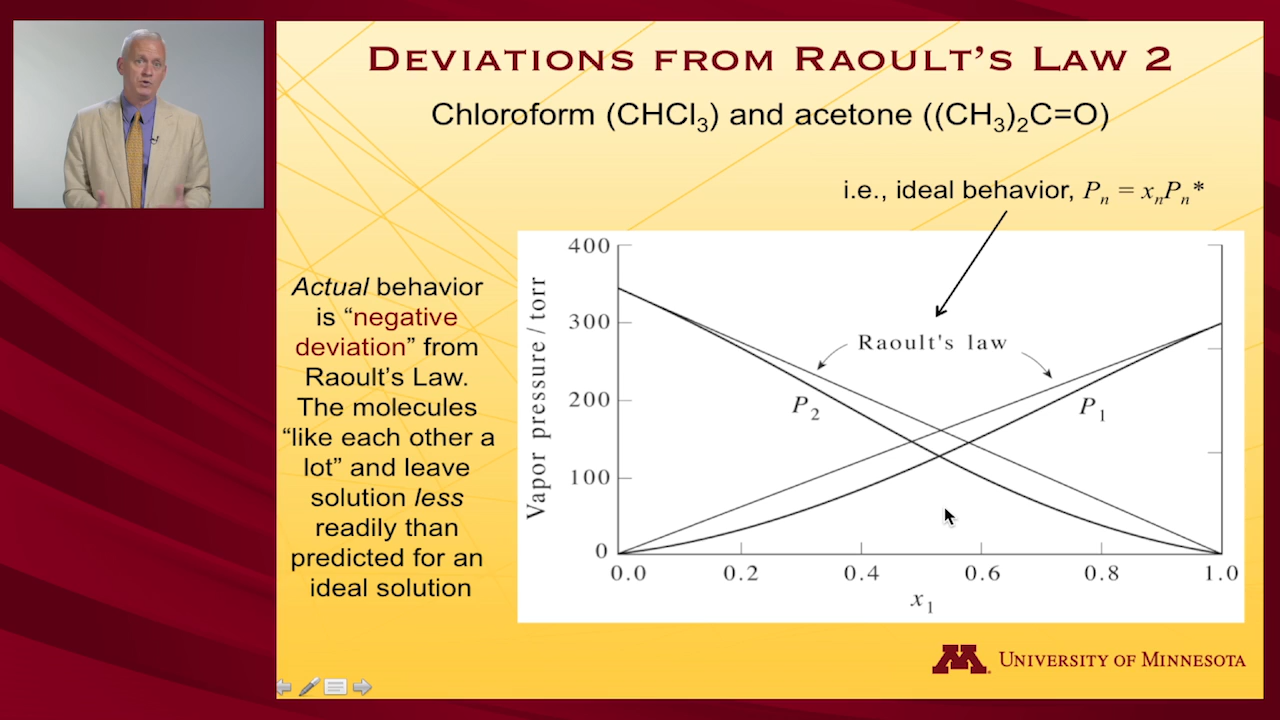 DEVIATIONS FROM RAOULT'S LAW 2
Chloroform (CHCl₃) and acetone ((CH₃)₂C=O)
i.e., ideal behavior, Pₙ = xₙPₙ*
Actual behavior
is “negative
deviation” from
Raoult’s Law.
The molecules
“like each other a
lot” and leave
solution less
readily than
predicted for an
ideal solution
Vapor pressure / torr
400
300
200
100
0
Raoult's law
P₂
P₁
0.0 0.2 0.4 0.6 0.8 1.0
x₁
M
UNIVERSITY OF MINNESOTA